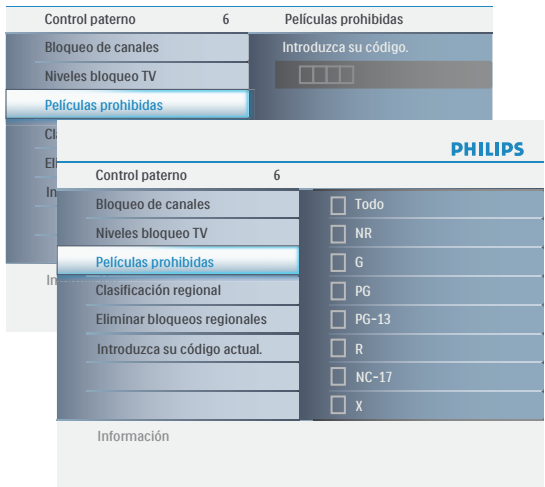 Control paterno 6 Películas prohibidas
Bloqueo de canales Introduzca su código.
Niveles bloqueo TV
Películas prohibidas
PHILIPS
Control paterno 6
Bloqueo de canales Todo
Niveles bloqueo TV NR
Películas prohibidas G
Clasificación regional PG
Eliminar bloqueos regionales PG-13
Introduzca su código actual. R
NC-17
X
Información